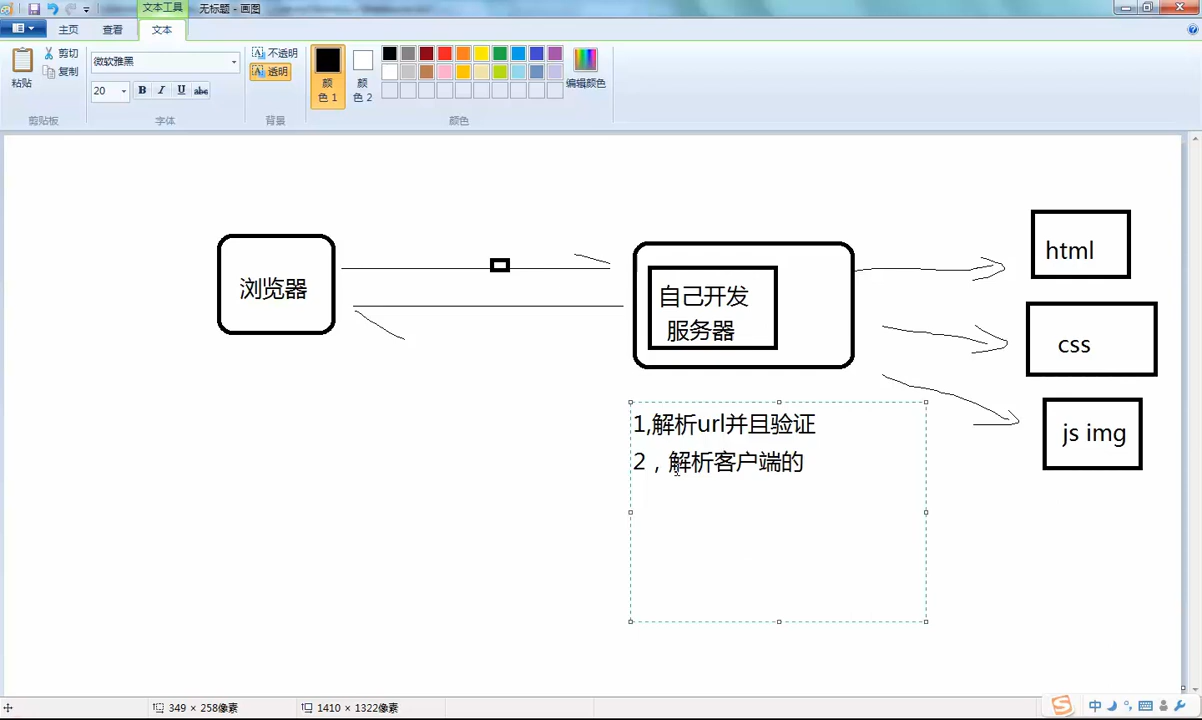 文本工具
无标题 - 画图
主页
查看
文本
粘贴
剪切
复制
剪贴板
微软雅黑
20
B I U abc
字体
不透明
透明
背景
颜色 1
颜色 2
编辑颜色
颜色
浏览器
自己开发
服务器
html
css
js img
1,解析url并且验证
2，解析客户端的
349 × 258像素
1410 × 1322像素
中